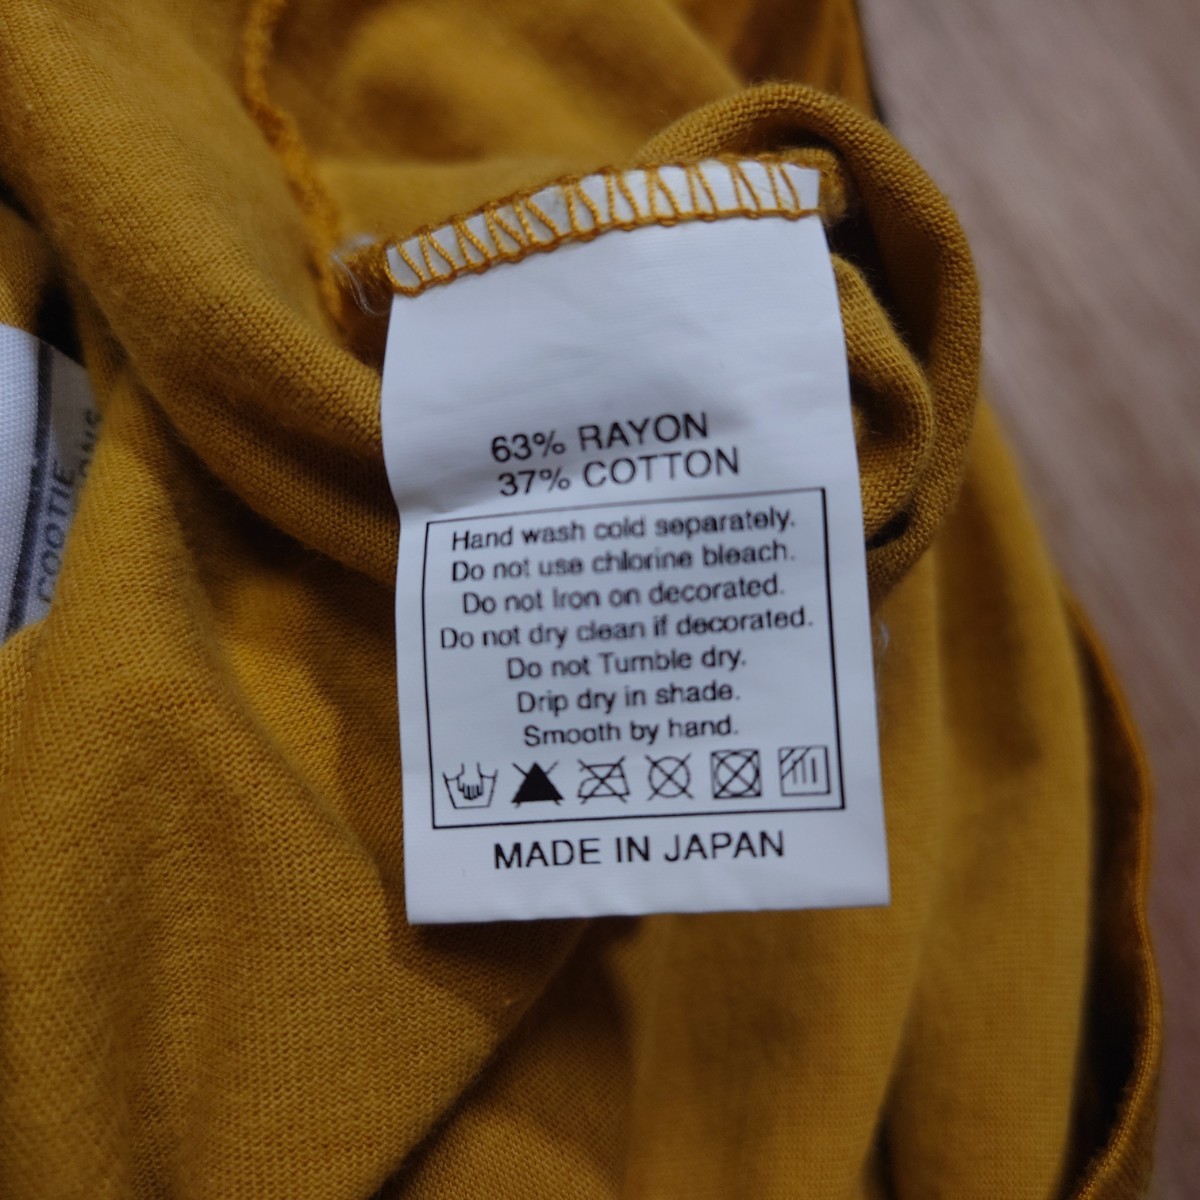 63% RAYON
37% COTTON
Hand wash cold separately.
Do not use chlorine bleach.
Do not Iron on decorated.
Do not dry clean if decorated.
Do not Tumble dry.
Drip dry in shade.
Smooth by hand.
MADE IN JAPAN
FOOTIE